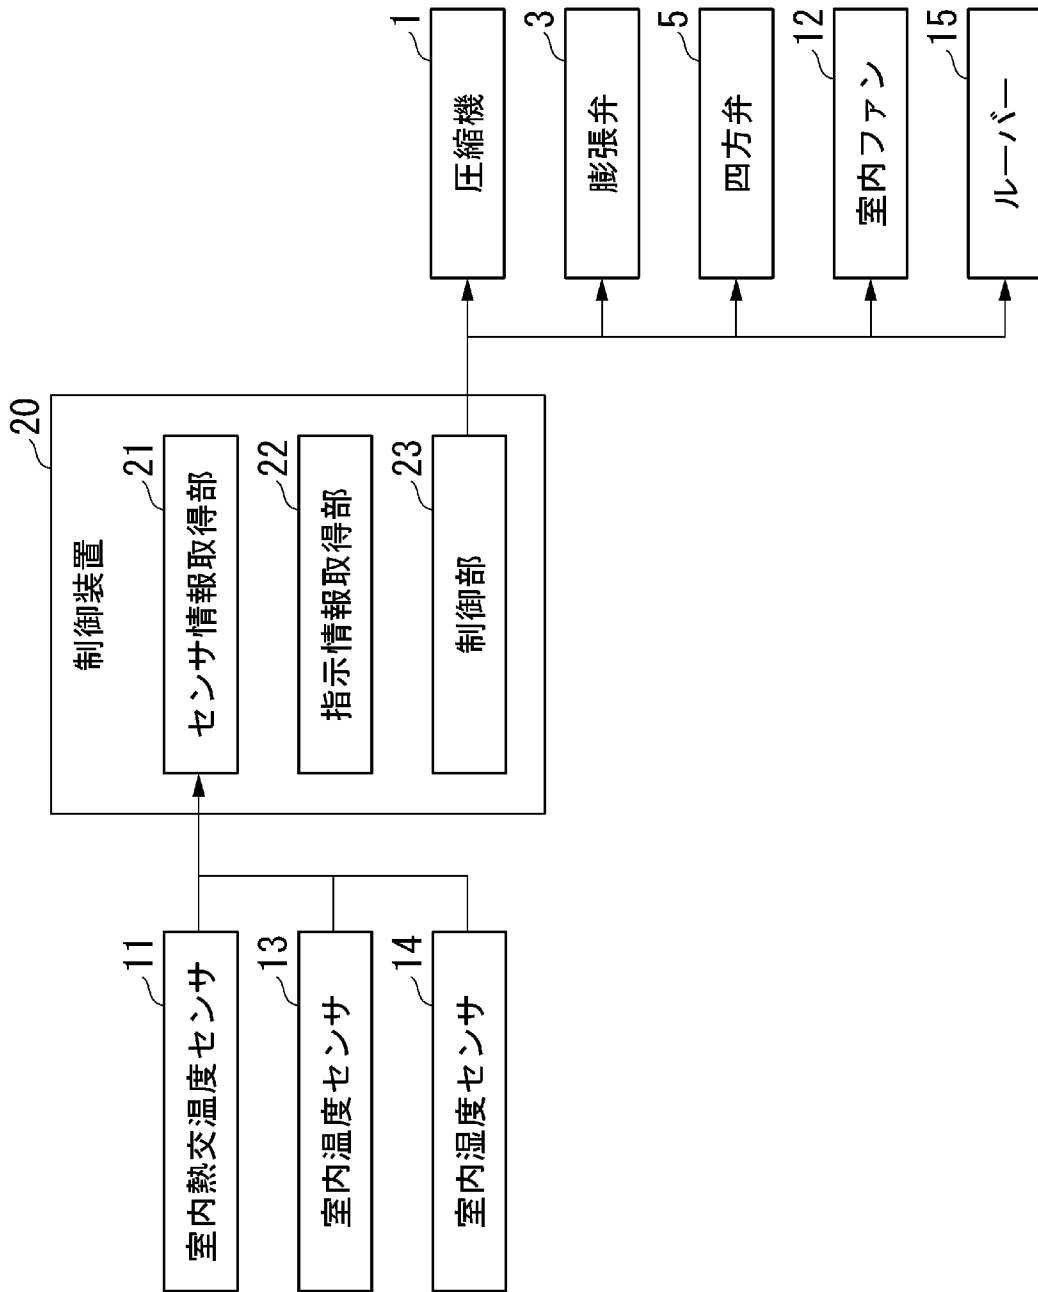 20
制御装置
11
室内熱交温度センサ
13
室内温度センサ
14
室内湿度センサ
21
センサ情報取得部
22
指示情報取得部
23
制御部
1
圧縮機
3
膨張弁
5
四方弁
12
室内ファン
15
ルーバー